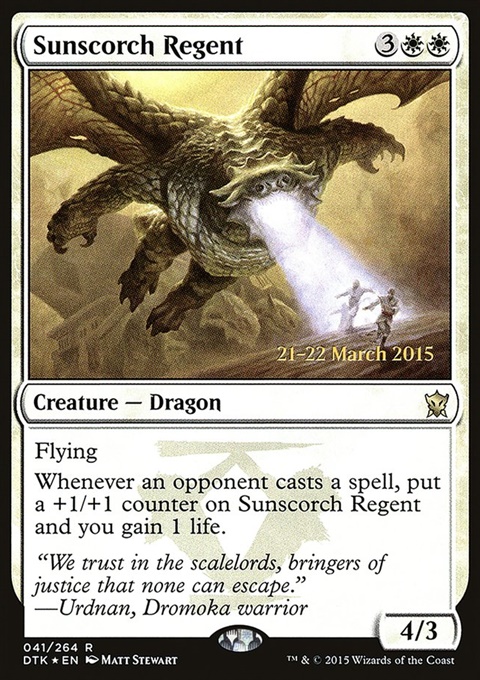 Sunscorch Regent 3
21–22 March 2015
Creature — Dragon
Flying
Whenever an opponent casts a spell, put
a +1/+1 counter on Sunscorch Regent
and you gain 1 life.
“We trust in the scalelords, bringers of
justice that none can escape.”
—Urdnan, Dromoka warrior
4/3
041/264 R
DTK ★ EN Matt Stewart
™ & © 2015 Wizards of the Coast